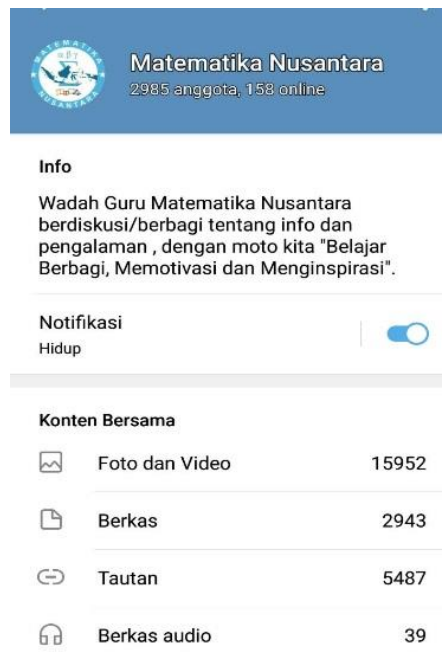 MATEMATIKA
NUSANTARA
Matematika Nusantara
2985 anggota, 158 online
Info
Wadah Guru Matematika Nusantara
berdiskusi/berbagi tentang info dan
pengalaman , dengan moto kita "Belajar
Berbagi, Memotivasi dan Menginspirasi".
Notifikasi
Hidup
Konten Bersama
Foto dan Video 15952
Berkas 2943
Tautan 5487
Berkas audio 39